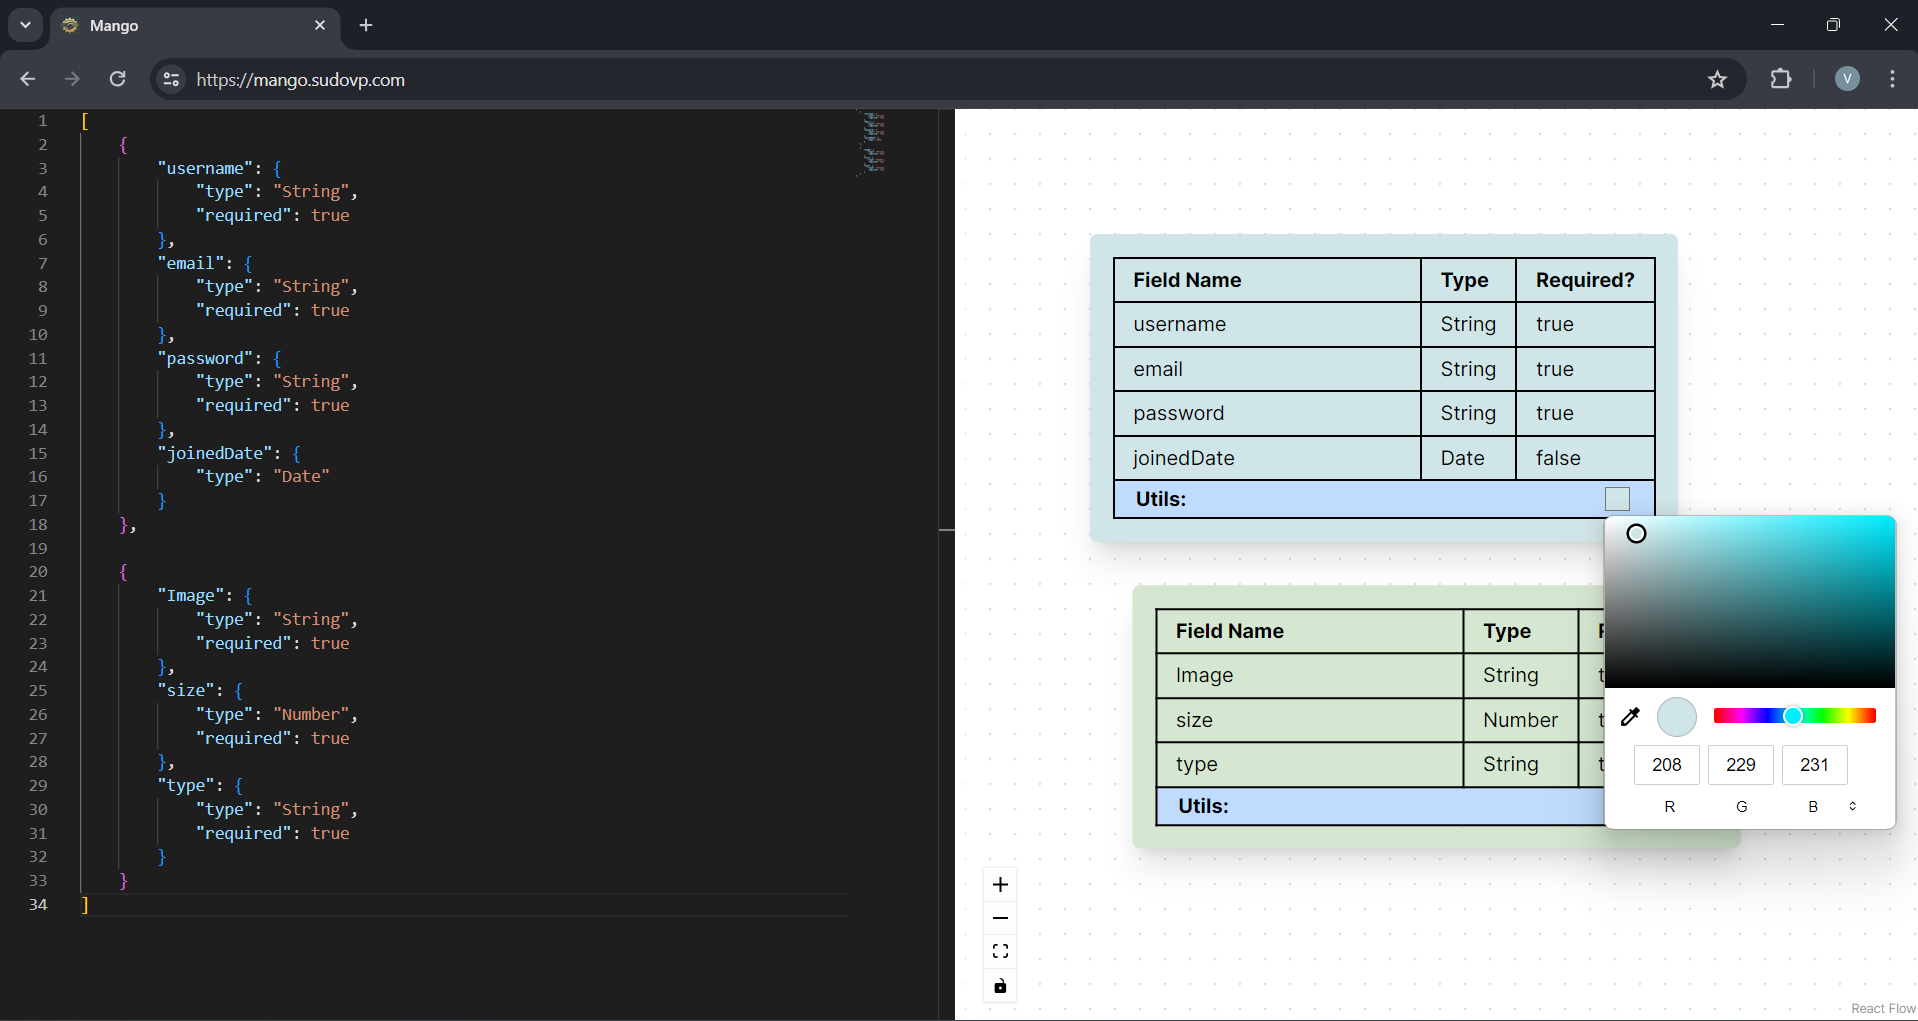 Mango
https://mango.sudovp.com
V
1 [
2 {
3 "username": {
4 "type": "String",
5 "required": true
6 },
7 "email": {
8 "type": "String",
9 "required": true
10 },
11 "password": {
12 "type": "String",
13 "required": true
14 },
15 "joinedDate": {
16 "type": "Date"
17 }
18 },
19
20 {
21 "Image": {
22 "type": "String",
23 "required": true
24 },
25 "size": {
26 "type": "Number",
27 "required": true
28 },
29 "type": {
30 "type": "String",
31 "required": true
32 }
33 }
34 ]
Field Name Type Required?
username String true
email String true
password String true
joinedDate Date false
Utils:
Field Name Type
Image String
size Number
type String
Utils:
208 229 231
R G B
React Flow